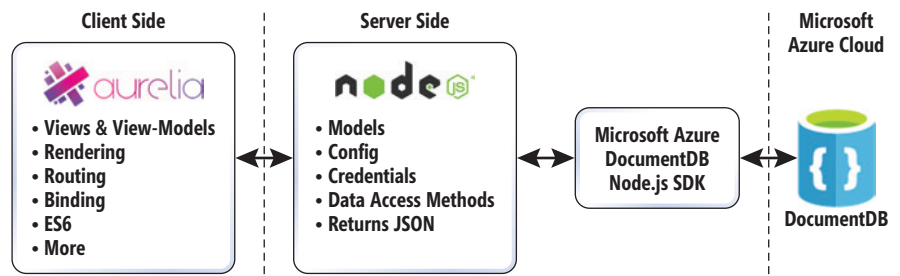 Client Side
Server Side
Microsoft
Azure Cloud
aurelia
• Views & View-Models
• Rendering
• Routing
• Binding
• ES6
• More
node
JS
• Models
• Config
• Credentials
• Data Access Methods
• Returns JSON
Microsoft Azure
DocumentDB
Node.js SDK
{ }
DocumentDB